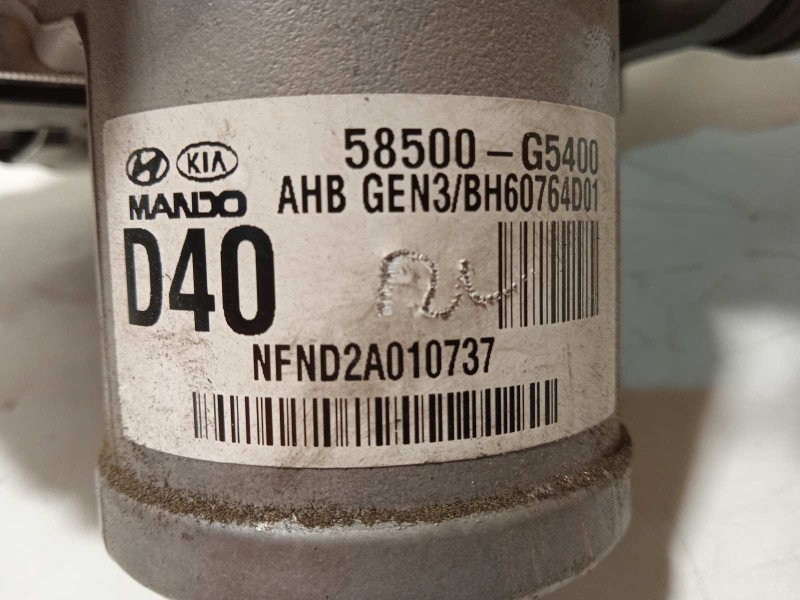 KIA
MANDO
58500-G5400
AHB GEN3/BH60764D01
D40
NFND2A010737